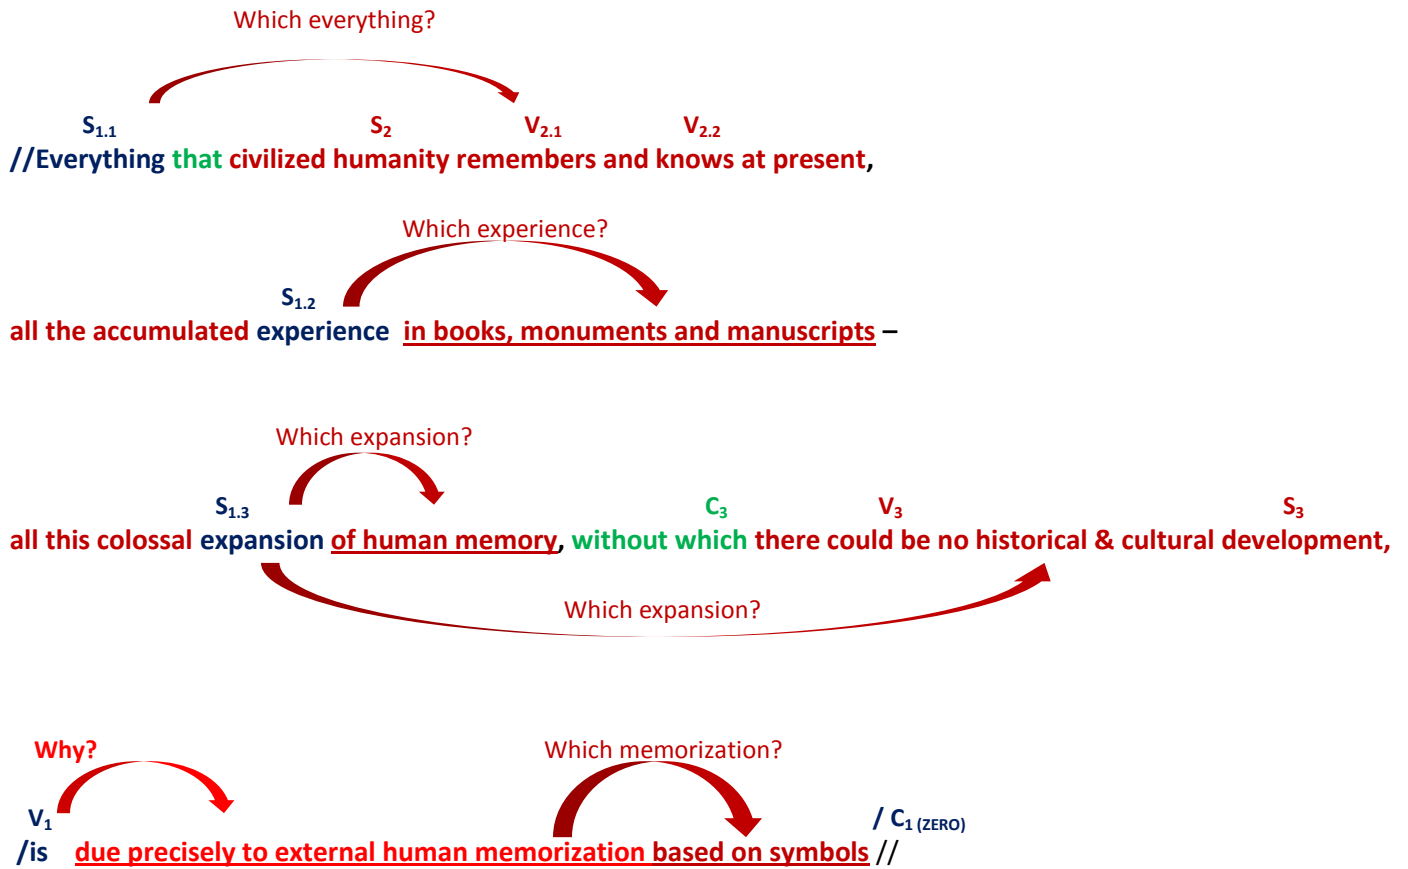 Which everything?
S1.1 S2 V2.1 V2.2
//Everything that civilized humanity remembers and knows at present,
Which experience?
S1.2
all the accumulated experience in books, monuments and manuscripts –
Which expansion?
S1.3 C3 V3 S3
all this colossal expansion of human memory, without which there could be no historical & cultural development,
Which expansion?
Why? Which memorization?
V1 / C1 (ZERO)
/is due precisely to external human memorization based on symbols //